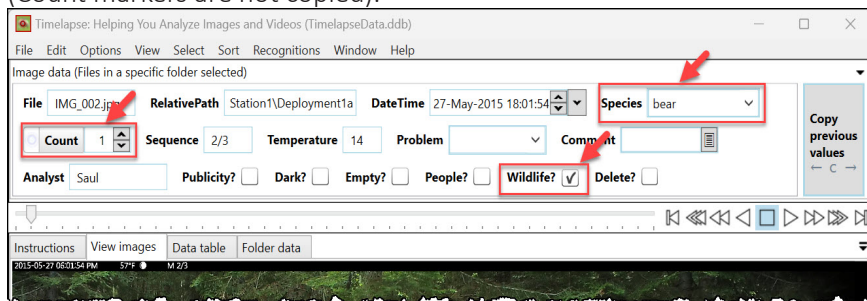 (Count markers are not copied).
Timelapse: Helping You Analyze Images and Videos (TimelapseData.ddb)
File Edit Options View Select Sort Recognitions Window Help
Image data (Files in a specific folder selected)
File IMG_002.jpg RelativePath Station1\Deployment1a DateTime 27-May-2015 18:01:54 Species bear
Count 1 Sequence 2/3 Temperature 14 Problem Comment
Copy previous values
← C →
Analyst Saul Publicity? Dark? Empty? People? Wildlife? Delete?
Instructions View images Data table Folder data
2015-05-27 06:01:54 PM 57°F M 2/3